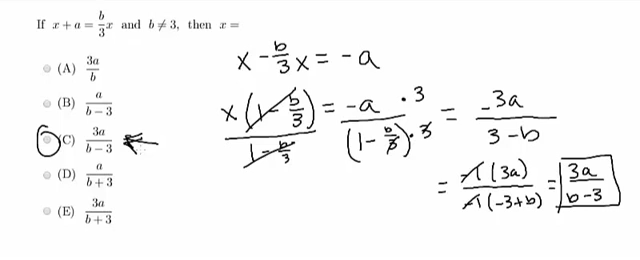 If x + a = b/3 x and b ≠ 3, then x =
(A) 3a/b
(B) a/b − 3
(C) 3a/b − 3
(D) a/b + 3
(E) 3a/b + 3
x − b/3 x = −a
x(1 − b/3)/1 − b/3 = −a · 3/(1 − b/3) · 3 = −3a/3 − b
= −1(3a)/−1(−3+b) = 3a/b−3